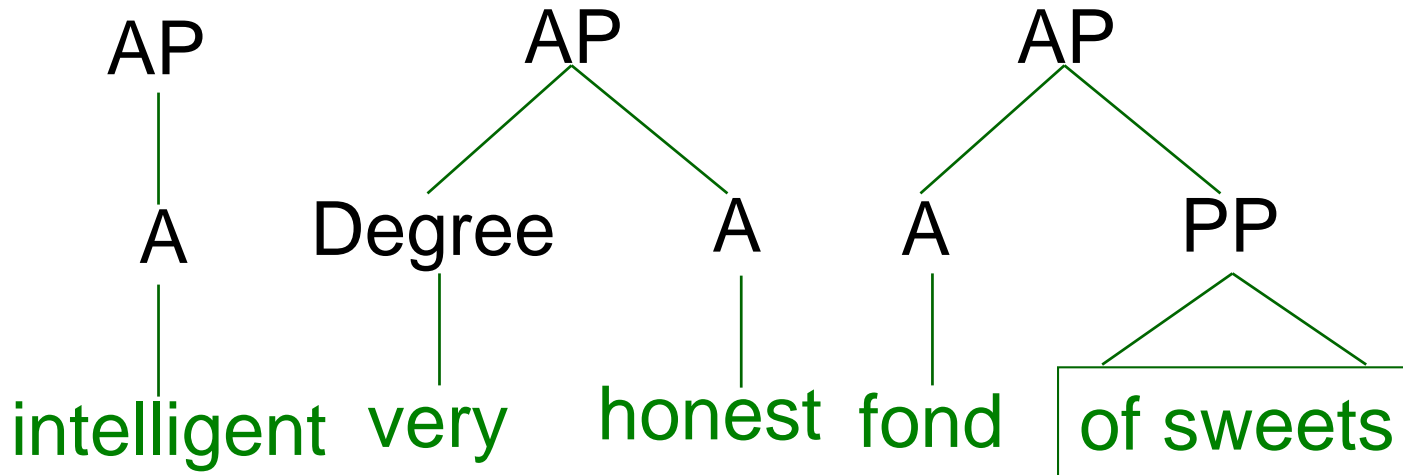 AP AP AP
A Degree A A PP
intelligent very honest fond of sweets